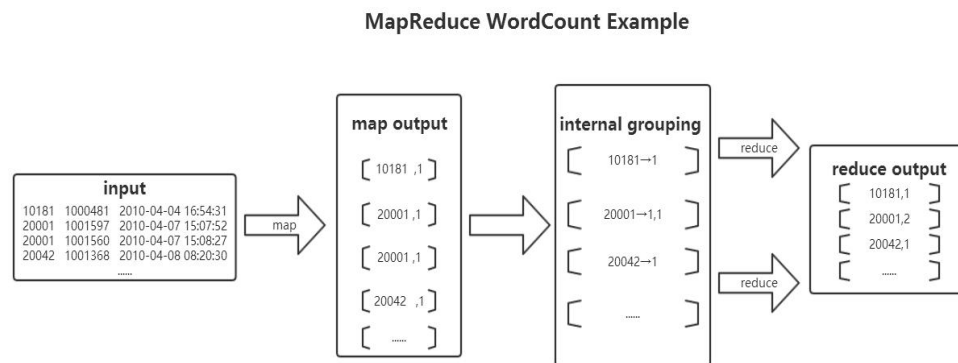 MapReduce WordCount Example
input
10181 1000481 2010-04-04 16:54:31
20001 1001597 2010-04-07 15:07:52
20001 1001560 2010-04-07 15:08:27
20042 1001368 2010-04-08 08:20:30
......
map
map output
10181 ,1
20001 ,1
20001 ,1
20042 ,1
......
internal grouping
10181→1
20001→1,1
20042→1
......
reduce
reduce
reduce output
10181,1
20001,2
20042,1
......